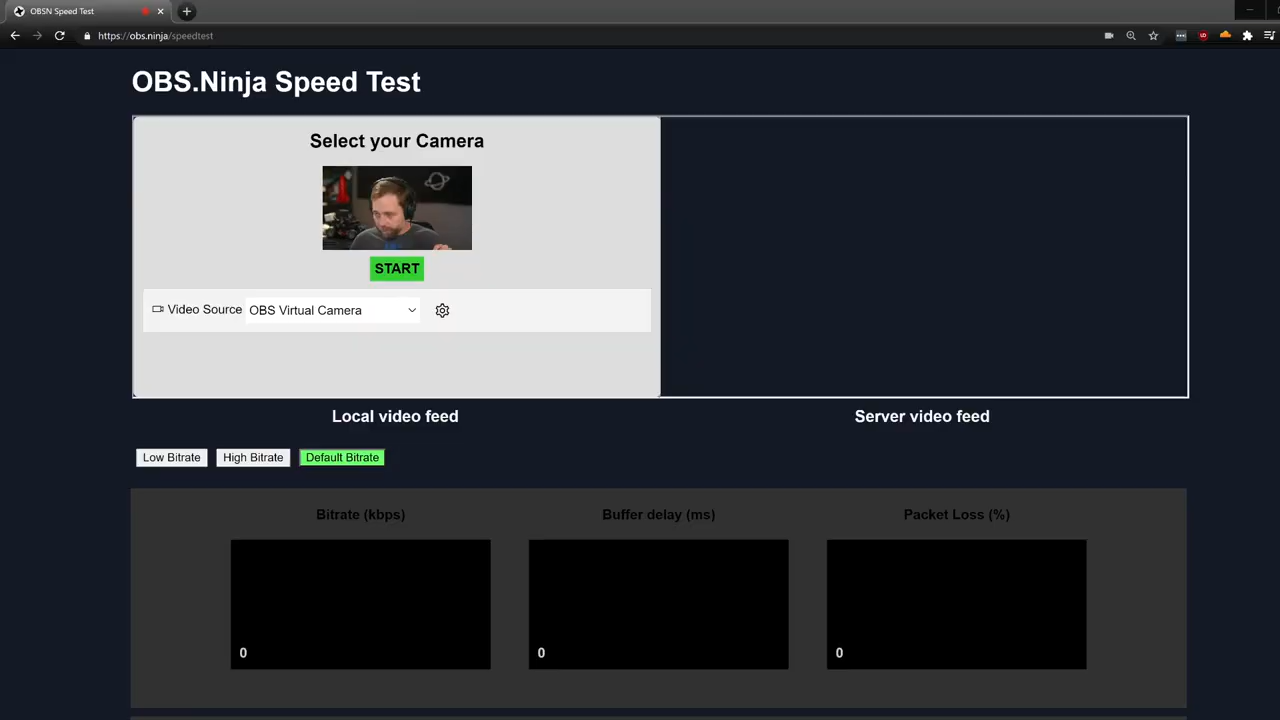 OBSN Speed Test
https://obs.ninja/speedtest
OBS.Ninja Speed Test
Select your Camera
START
Video Source OBS Virtual Camera
Local video feed
Server video feed
Low Bitrate High Bitrate Default Bitrate
Bitrate (kbps)
Buffer delay (ms)
Packet Loss (%)
0
0
0